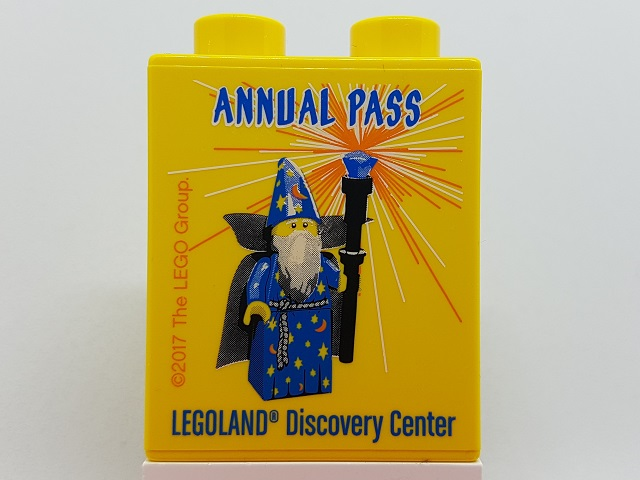 ANNUAL PASS
©2017 The LEGO Group.
LEGOLAND® Discovery Center